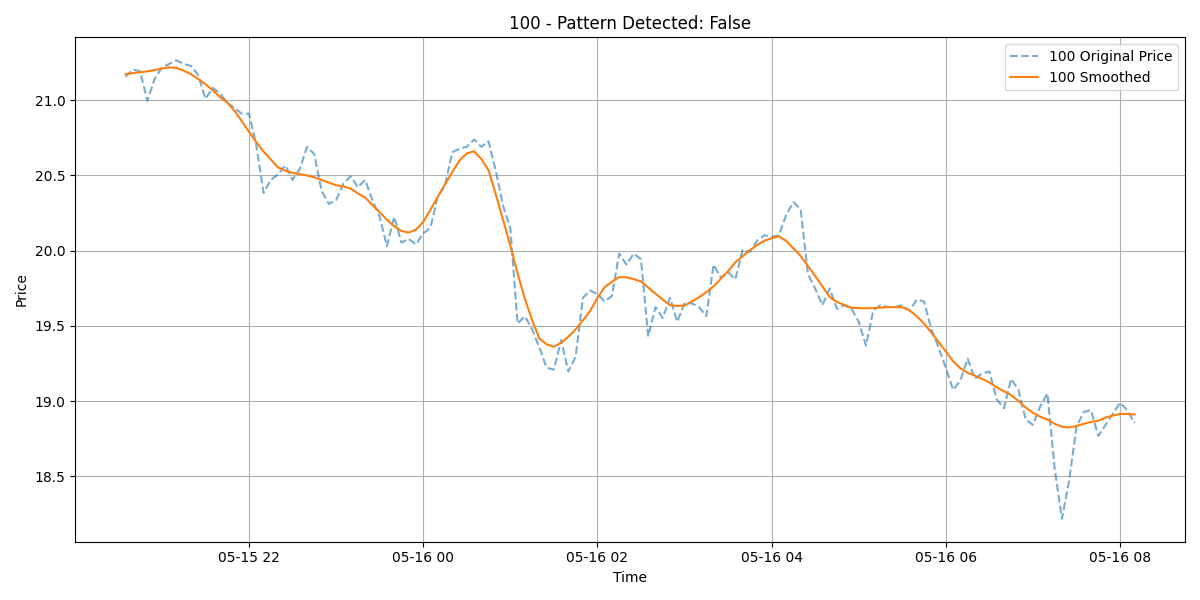 100 - Pattern Detected: False
100 Original Price
100 Smoothed
Price
21.0
20.5
20.0
19.5
19.0
18.5
05-15 22
05-16 00
05-16 02
05-16 04
05-16 06
05-16 08
Time